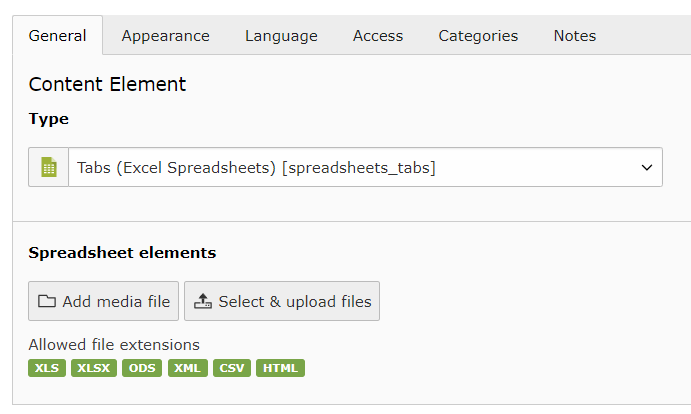 General Appearance Language Access Categories Notes
Content Element
Type
Tabs (Excel Spreadsheets) [spreadsheets_tabs]
Spreadsheet elements
Add media file Select & upload files
Allowed file extensions
XLS XLSX ODS XML CSV HTML